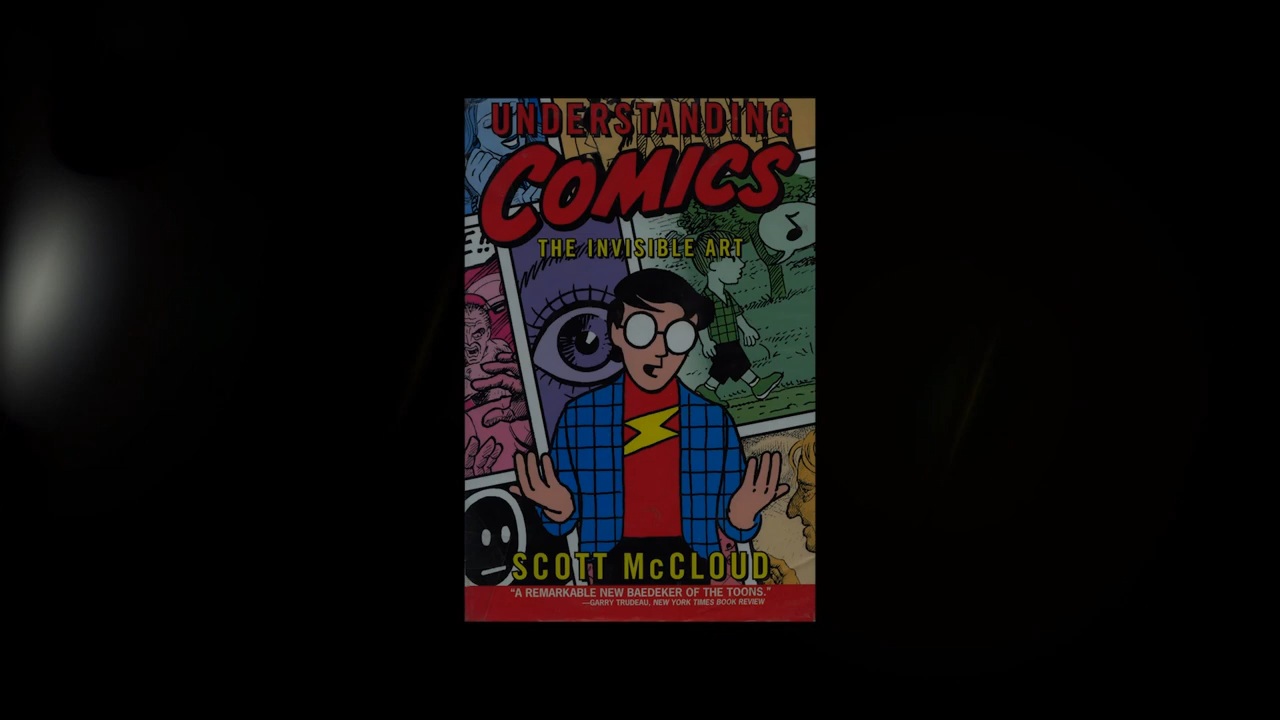 UNDERSTANDING
COMICS
THE INVISIBLE ART
SCOTT McCLOUD
“A REMARKABLE NEW BAEDEKER OF THE TOONS.”
—GARRY TRUDEAU, NEW YORK TIMES BOOK REVIEW